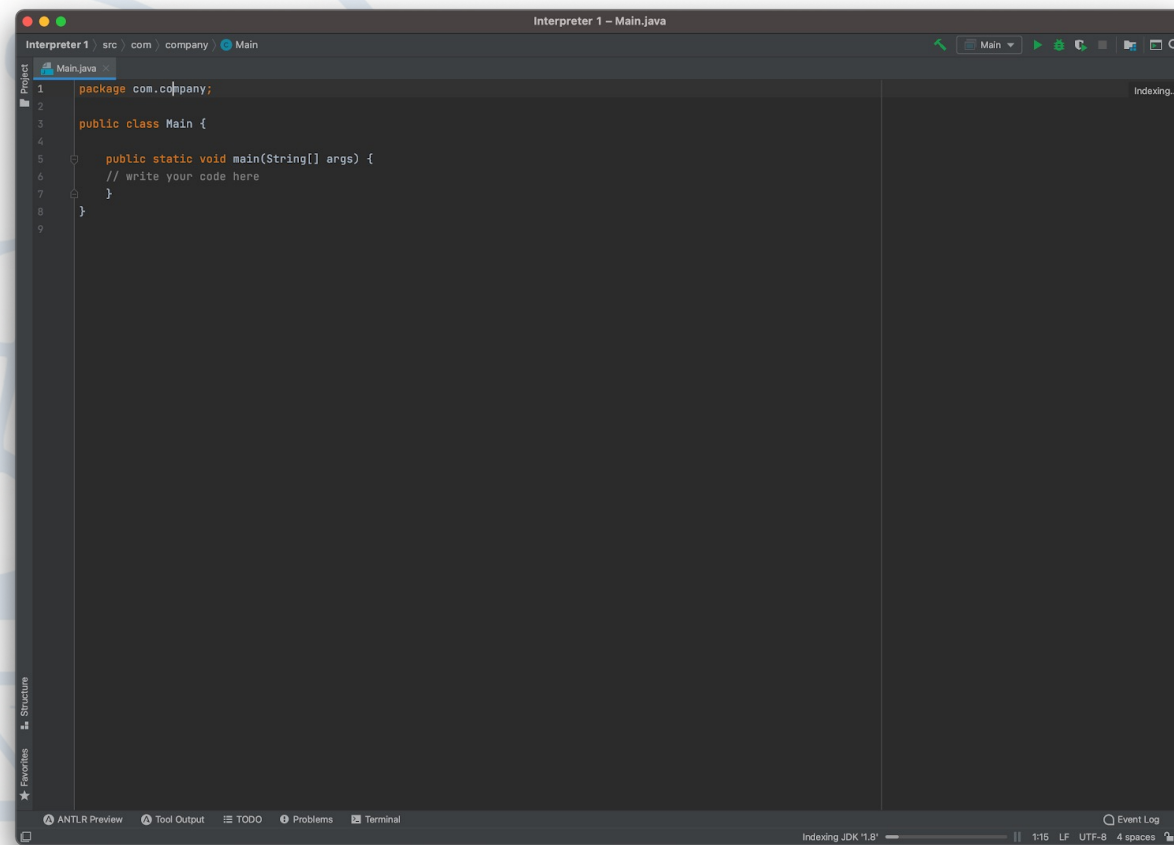 Interpreter 1 – Main.java
Interpreter 1 src com company Main
Main
Project
Main.java
Indexing...
1 package com.company;
2
3 public class Main {
4
5 public static void main(String[] args) {
6 // write your code here
7 }
8 }
9
Structure
Favorites
ANTLR Preview Tool Output TODO Problems Terminal
Event Log
Indexing JDK '1.8' 1:15 LF UTF-8 4 spaces